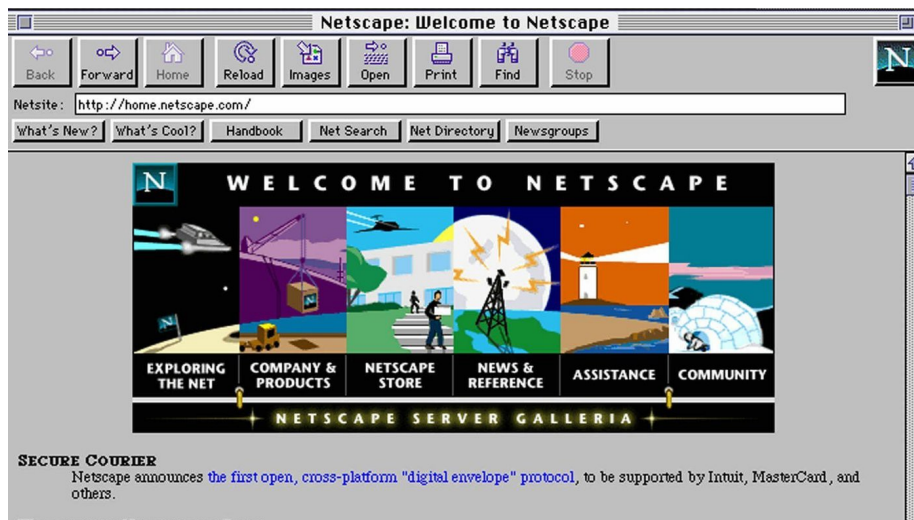 Netscape: Welcome to Netscape
Back Forward Home Reload Images Open Print Find Stop
N
Netsite: http://home.netscape.com/
What's New? What's Cool? Handbook Net Search Net Directory Newsgroups
N WELCOME TO NETSCAPE
EXPLORING THE NET
COMPANY & PRODUCTS
NETSCAPE STORE
NEWS & REFERENCE
ASSISTANCE
COMMUNITY
NETSCAPE SERVER GALLERIA
SECURE COURIER
Netscape announces the first open, cross-platform "digital envelope" protocol, to be supported by Intuit, MasterCard, and
others.